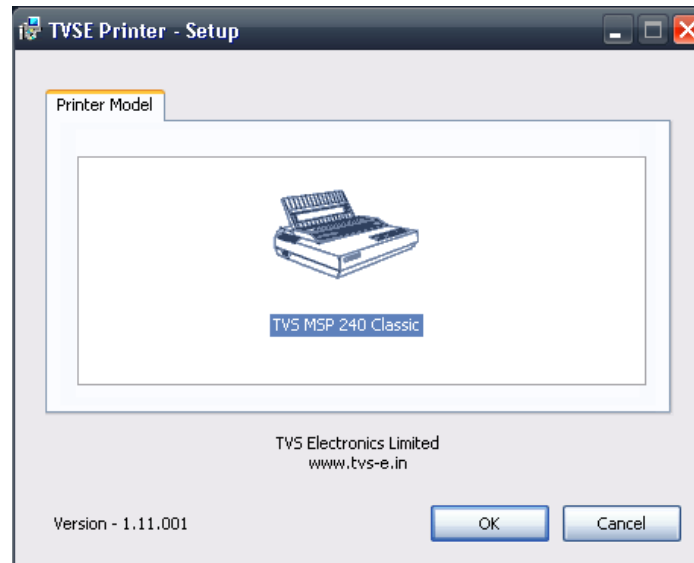 TVSE Printer - Setup
Printer Model
TVS MSP 240 Classic
TVS Electronics Limited
www.tvs-e.in
Version - 1.11.001
OK
Cancel